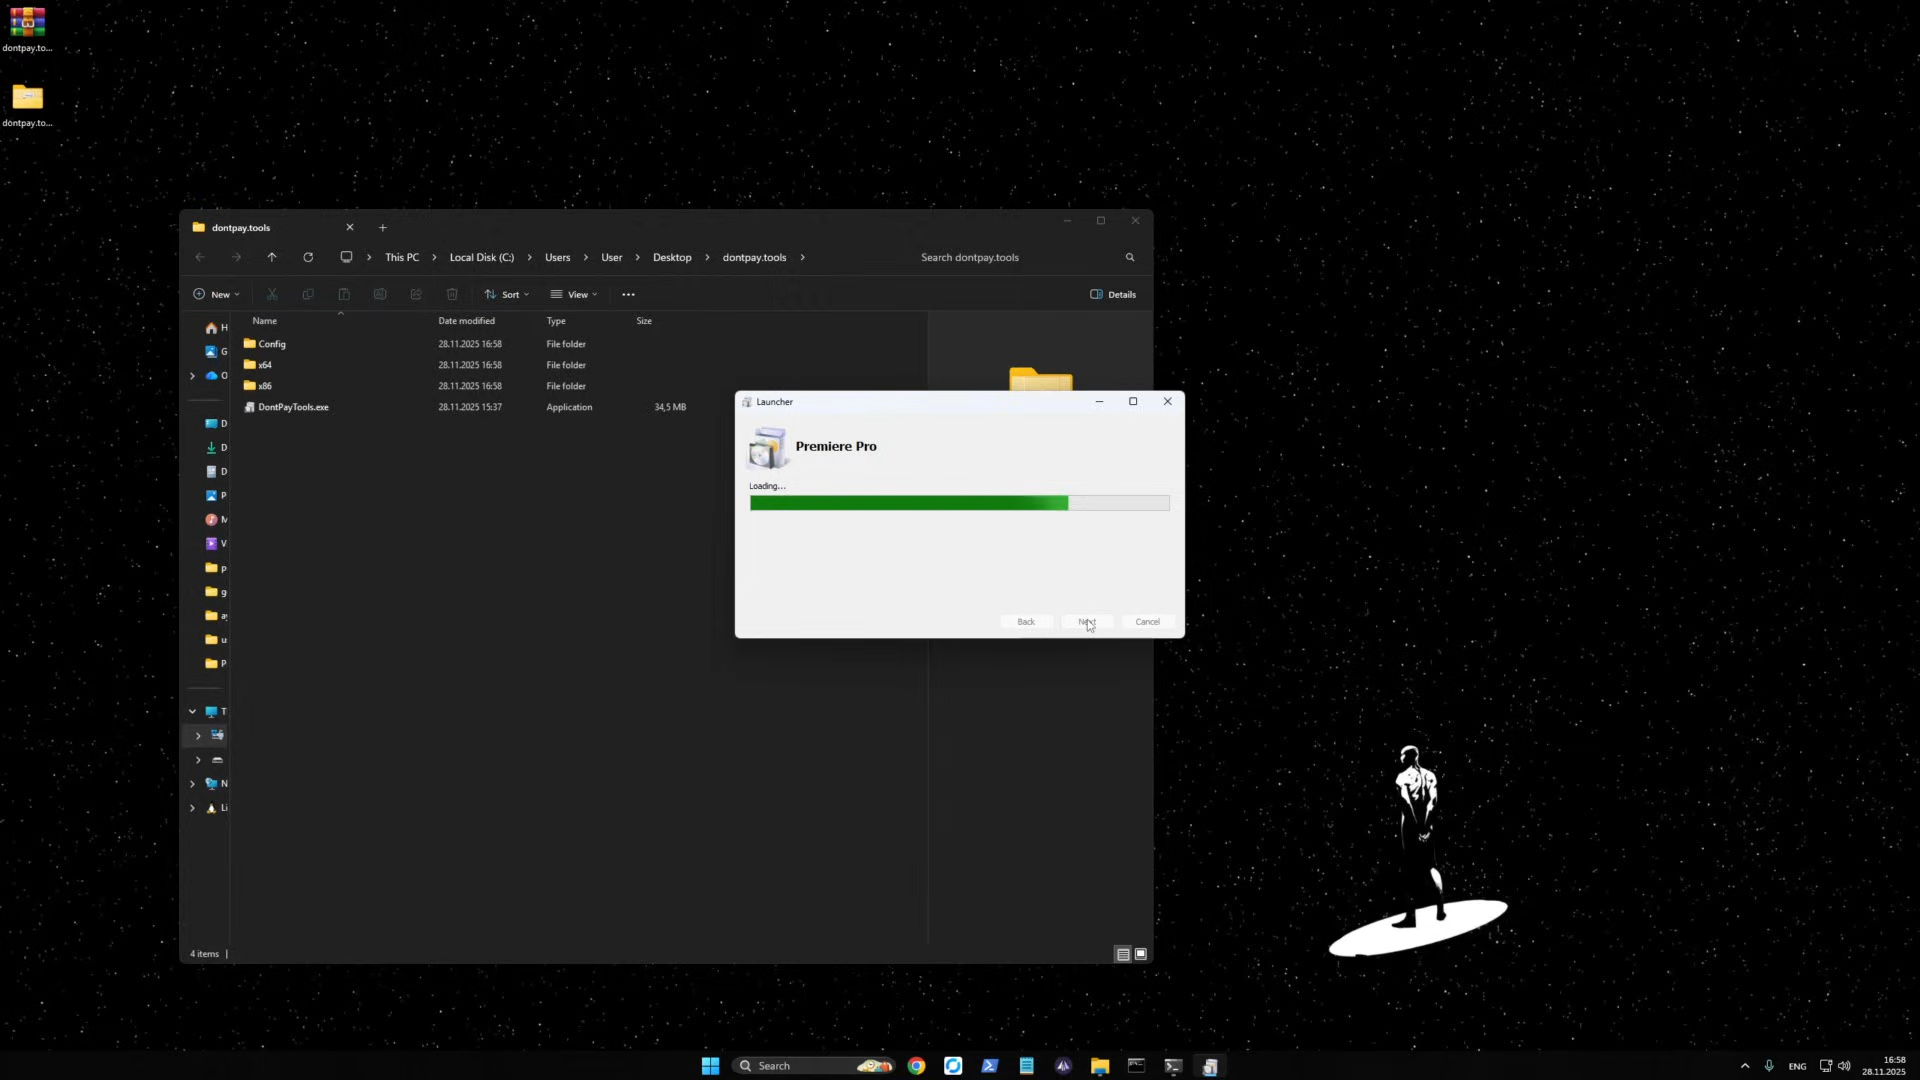 dontpay.to...
dontpay.to...
dontpay.tools
This PC
Local Disk (C:)
Users
User
Desktop
dontpay.tools
Search dontpay.tools
New
Sort
View
Details
Name
Date modified
Type
Size
Config
28.11.2025 16:58
File folder
x64
28.11.2025 16:58
File folder
x86
28.11.2025 16:58
File folder
DontPayTools.exe
28.11.2025 15:37
Application
34,5 MB
H
G
O
D
D
D
P
M
V
p
g
a
u
P
T
N
Li
Launcher
Premiere Pro
Loading...
Back
Next
Cancel
4 items
Search
ENG
16:58
28.11.2025